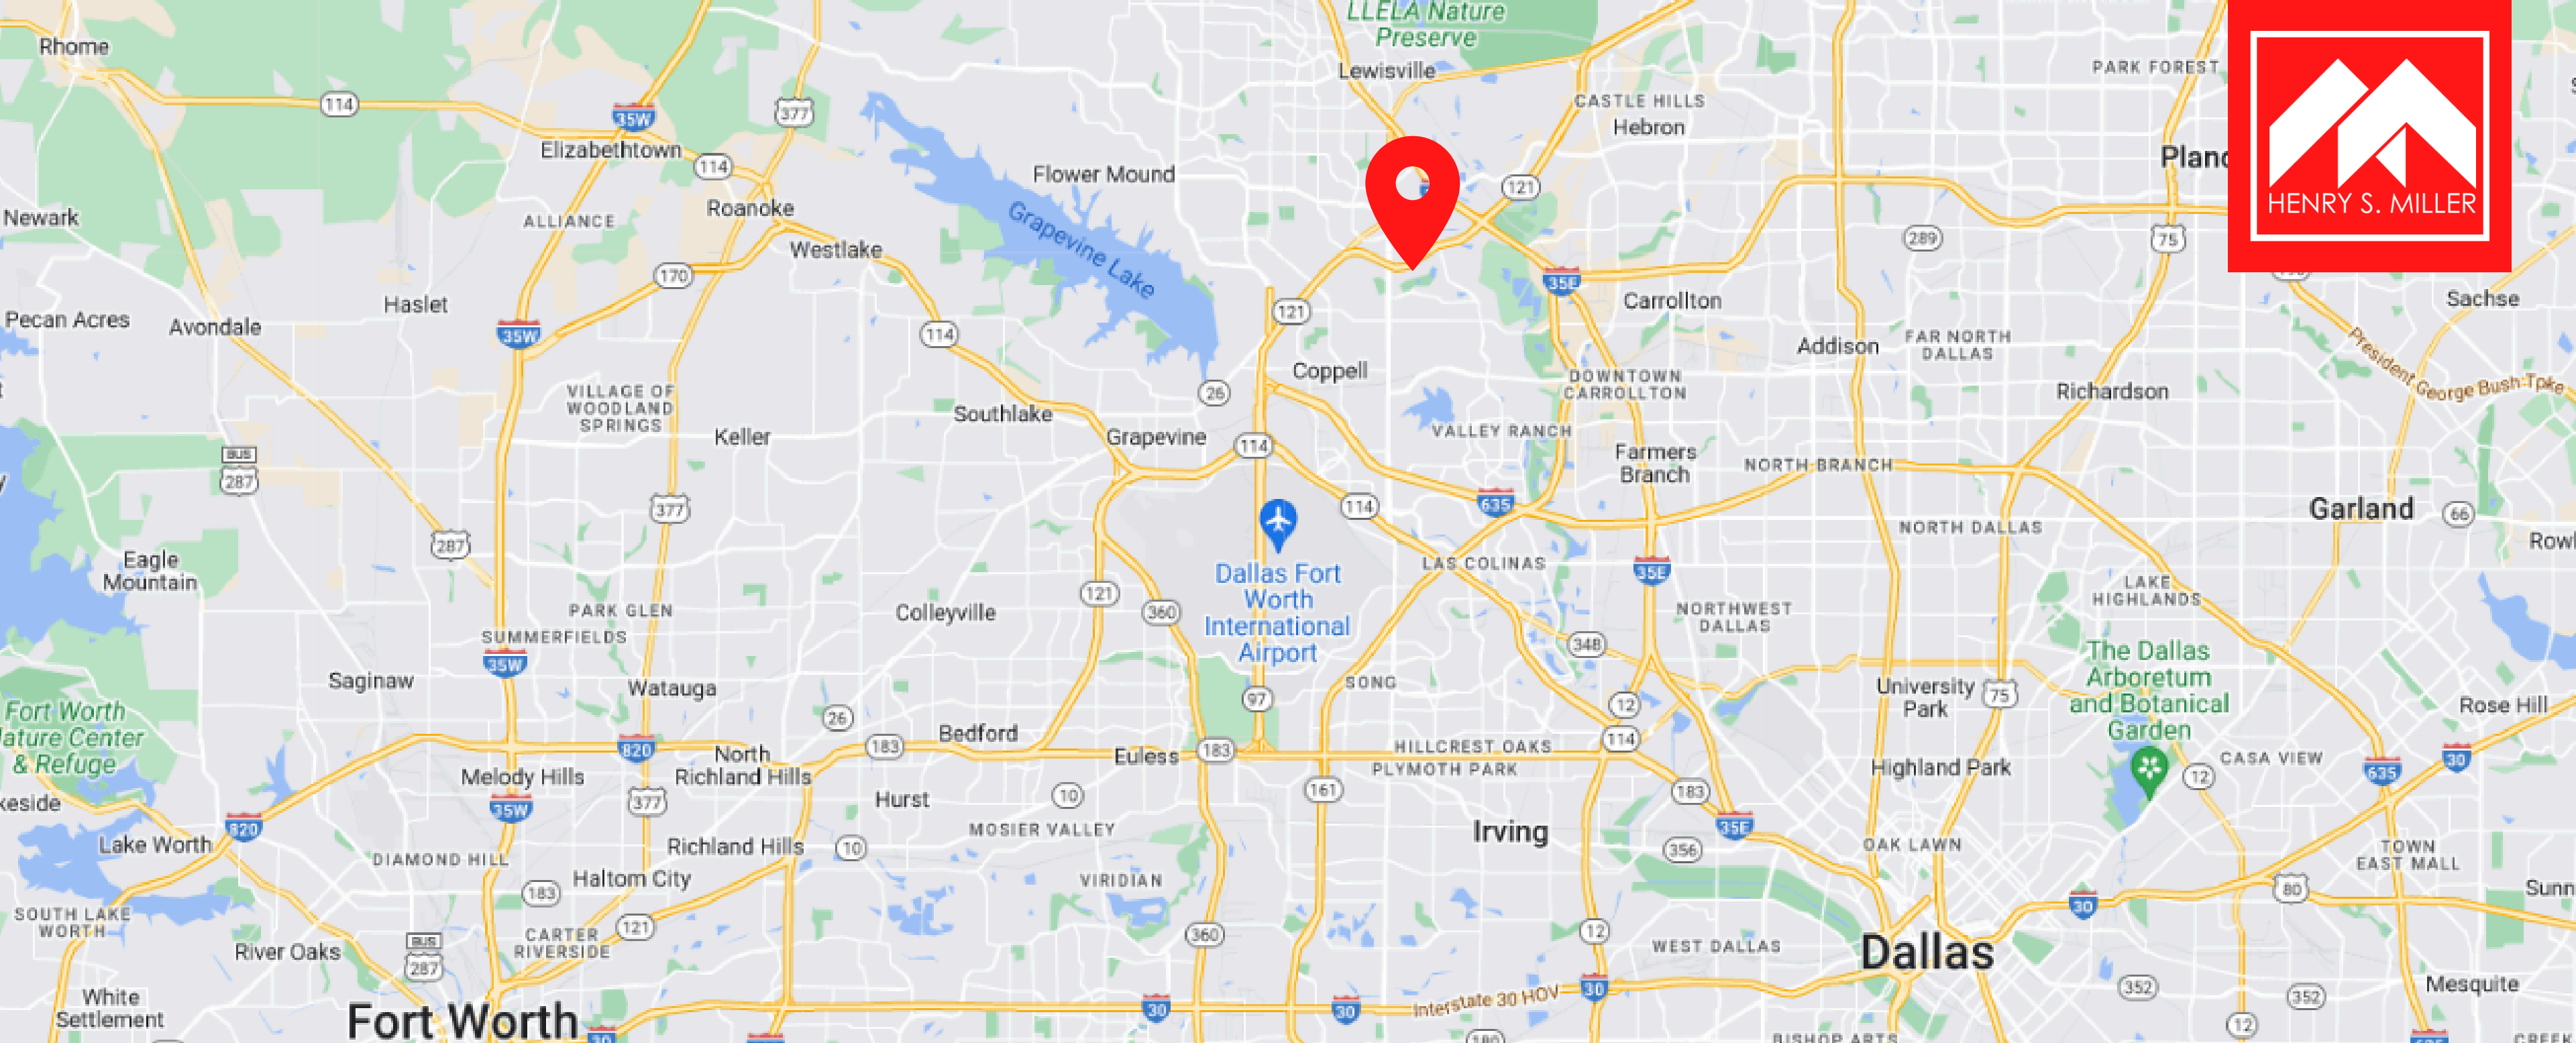 LLELA Nature
Preserve
Rhome
Lewisville
PARK FOREST
114
35W
377
CASTLE HILLS
Hebron
Elizabethtown
114
Flower Mound
121
HENRY S. MILLER
Newark
ALLIANCE
Roanoke
Westlake
Grapevine Lake
289
75
170
35E
Haslet
Carrollton
Sachse
Pecan Acres
Avondale
35W
114
121
Addison
FAR NORTH
DALLAS
President George Bush Tpke
Coppell
26
DOWNTOWN
CARROLLTON
Richardson
VILLAGE OF
WOODLAND
SPRINGS
Southlake
Keller
Grapevine
114
VALLEY RANCH
Farmers
Branch
NORTH BRANCH
BUS
287
377
114
635
Garland
66
NORTH DALLAS
287
Eagle
Mountain
Dallas Fort
Worth
International
Airport
LAS COLINAS
35E
LAKE
HIGHLANDS
121
360
Colleyville
PARK GLEN
SUMMERFIELDS
NORTHWEST
DALLAS
348
35W
The Dallas
Arboretum
and Botanical
Garden
Saginaw
Watauga
SONG
97
12
University
Park
75
Rose Hill
Fort Worth
ature Center
& Refuge
26
Bedford
183
820
North
Richland Hills
Euless
183
HILLCREST OAKS
PLYMOTH PARK
114
Melody Hills
Highland Park
12
CASA VIEW
635
30
keside
35W
377
Hurst
10
161
183
820
Lake Worth
Richland Hills
10
MOSIER VALLEY
Irving
35E
356
OAK LAWN
TOWN
EAST MALL
DIAMOND HILL
Haltom City
183
VIRIDIAN
80
30
SOUTH LAKE
WORTH
121
CARTER
RIVERSIDE
360
12
WEST DALLAS
Dallas
River Oaks
BUS
287
White
Settlement
Fort Worth
30
30
30
Interstate 30 HOV
30
352
352
Mesquite
12
180
BISHOP ARTS